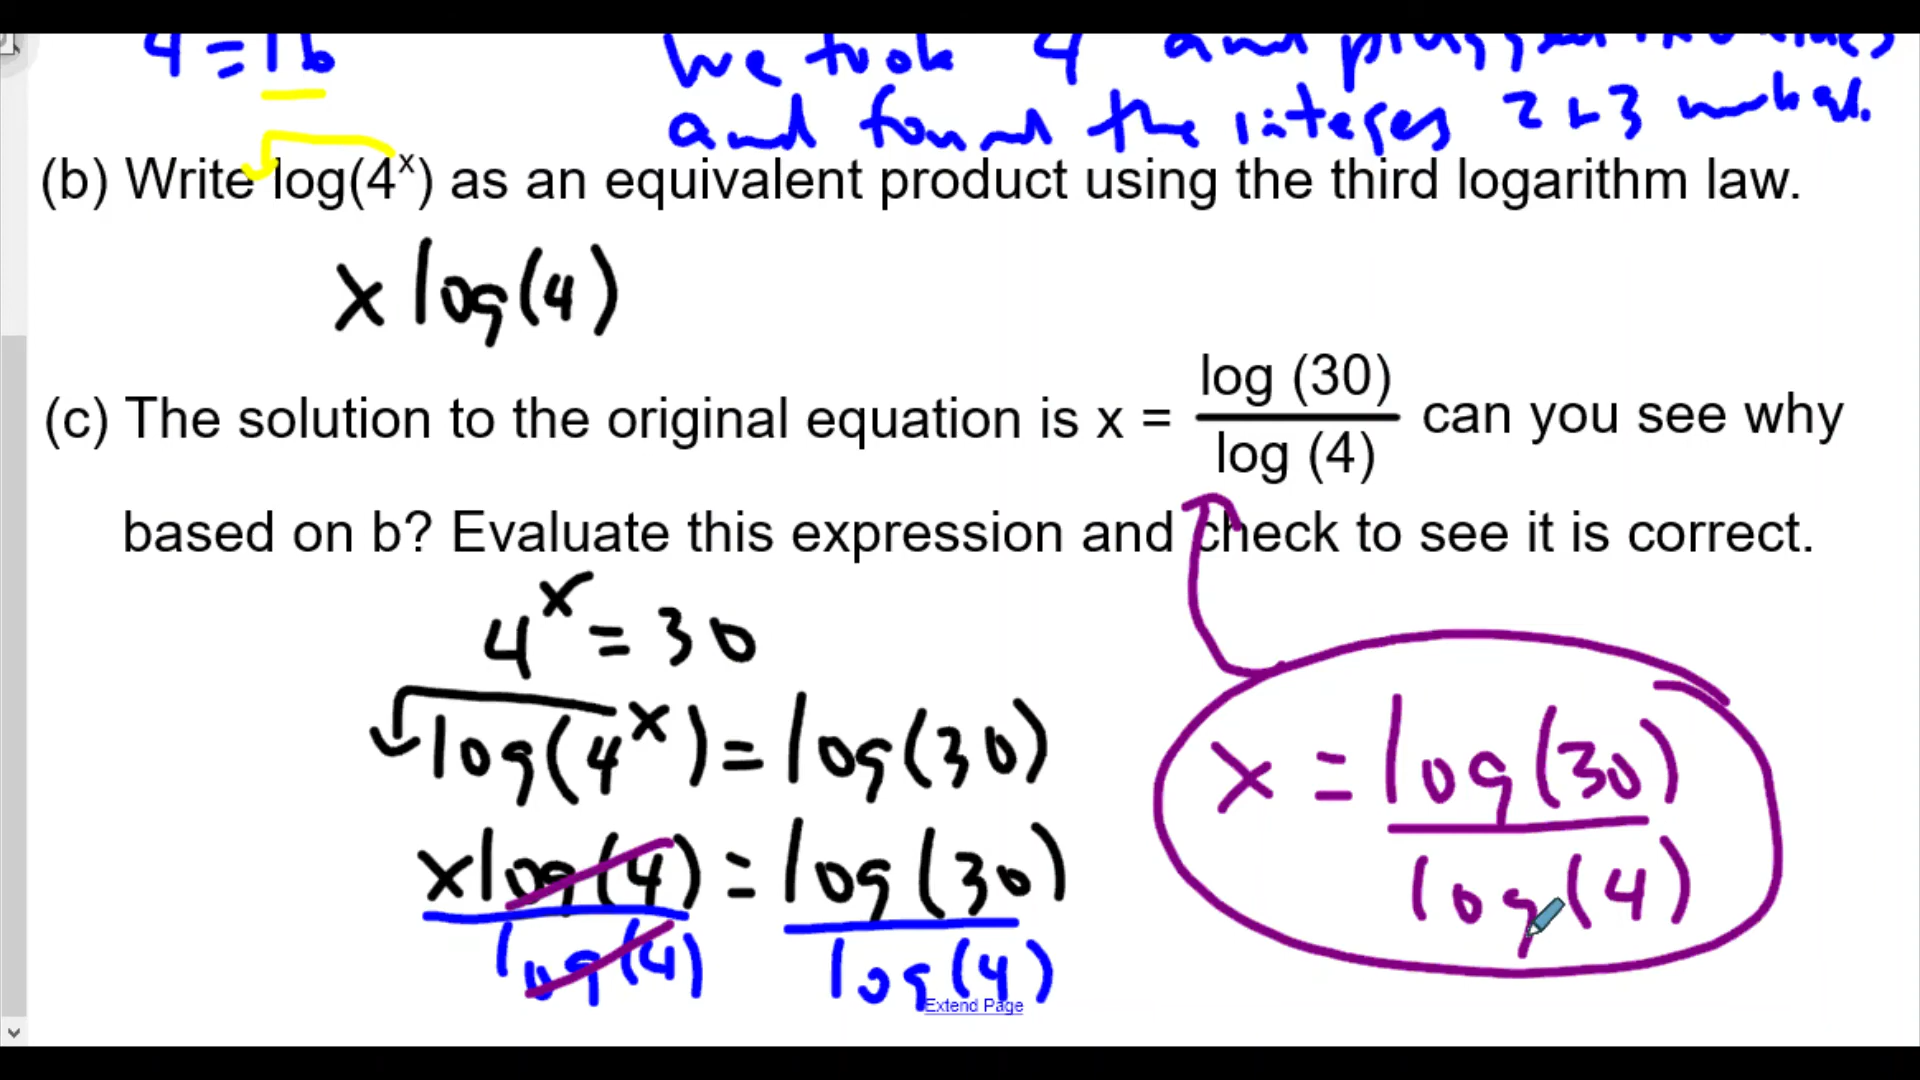 4 = 16
We took 4 and plugged in values
and found the integers 2 + 3 worked.
(b) Write log(4ˣ) as an equivalent product using the third logarithm law.
x log(4)
(c) The solution to the original equation is x = log (30) / log (4) can you see why
based on b? Evaluate this expression and check to see it is correct.
4ˣ = 30
log(4ˣ) = log(30)
x log(4) = log(30)
log(4) log(4)
x = log(30)
log(4)
Extend Page